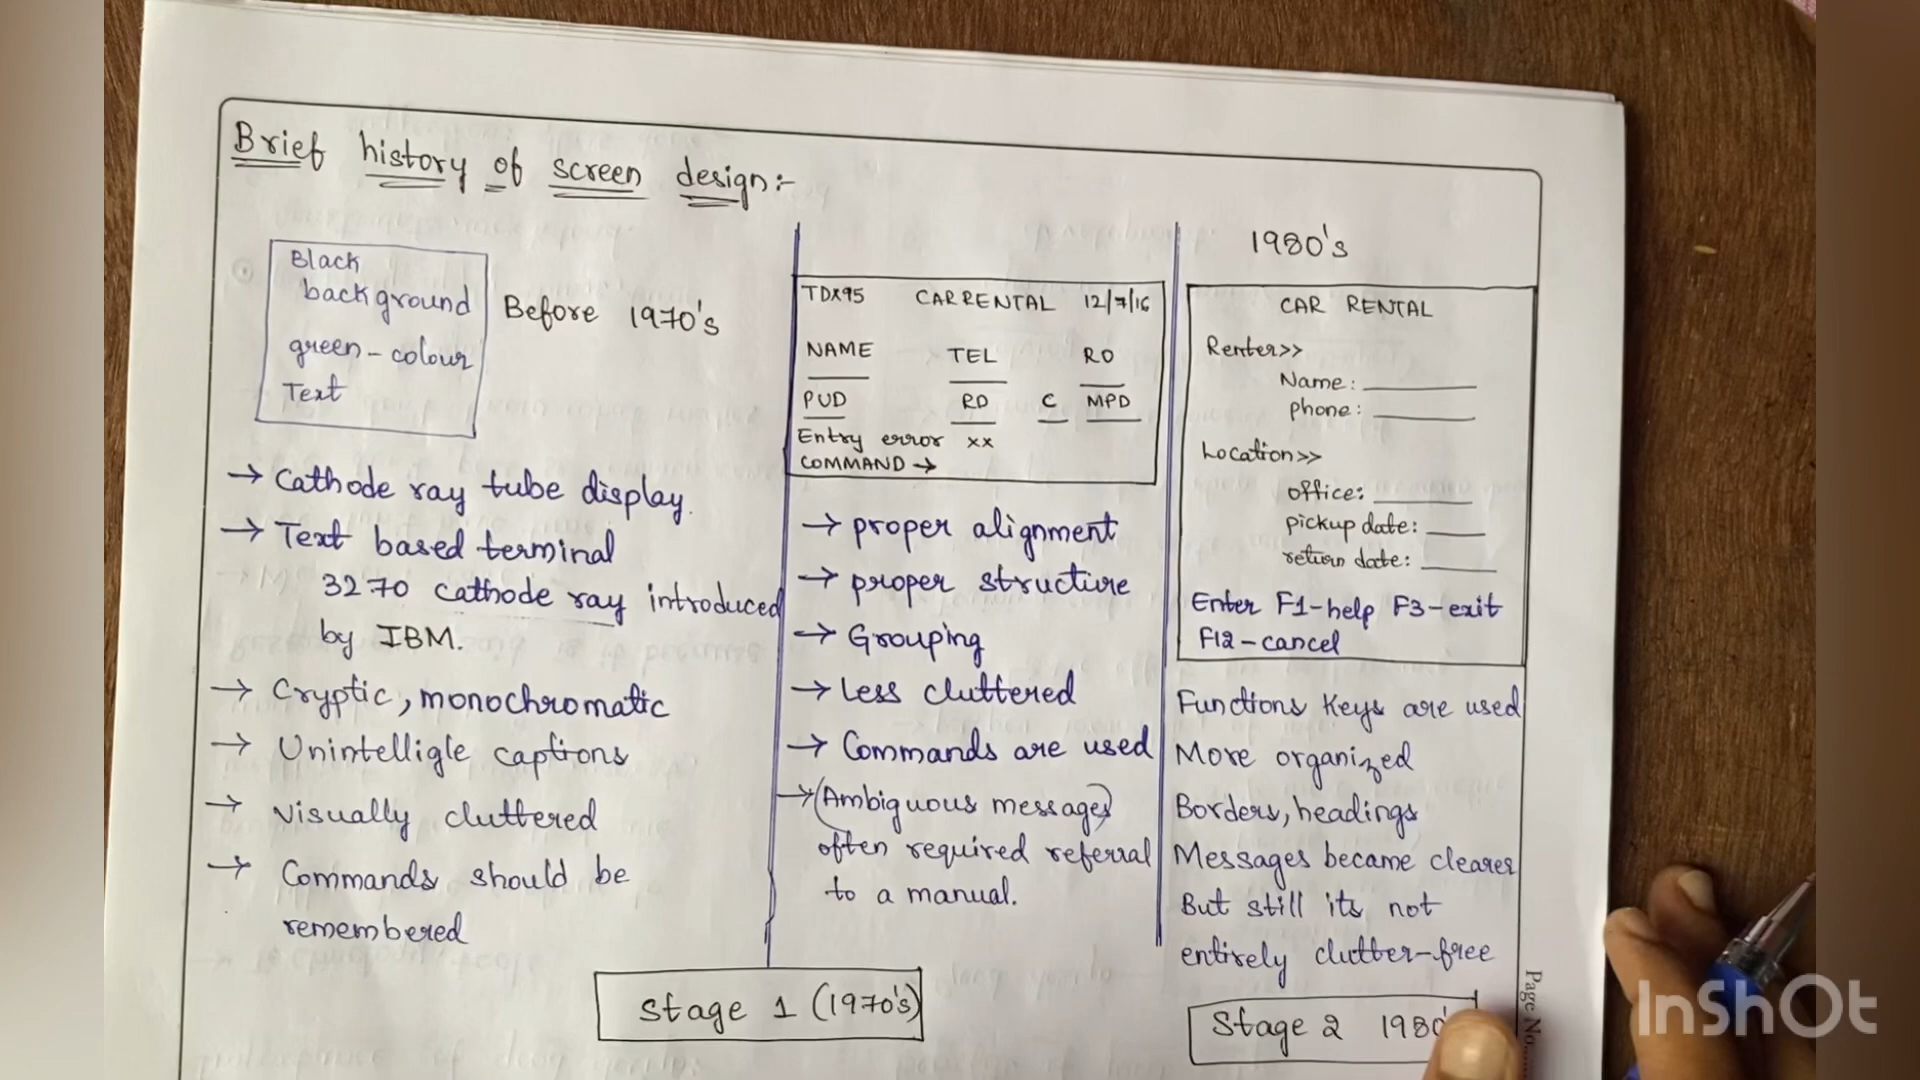 Brief history of screen design:-
Black
background
green-colour
Text
Before 1970's
→ Cathode ray tube display.
→ Text based terminal
3270 cathode ray introduced
by IBM.
→ Cryptic, monochromatic
→ Unintelligle captions
→ Visually cluttered
→ Commands should be
remembered
TDX95 CAR RENTAL 12/7/16
NAME TEL RO
PUD RD C MPD
Entry error xx
COMMAND →
→ proper alignment
→ proper structure
→ Grouping
→ Less cluttered
→ Commands are used
→ (Ambiguous messages)
often required referral
to a manual.
Stage 1 (1970's)
1980's
CAR RENTAL
Renter>>
Name:
phone:
Location>>
office:
pickup date:
return date:
Enter F1-help F3-exit
F12-cancel
Functions Keys are used
More organized
Borders, headings
Messages became clearer
But still its not
entirely clutter-free
Stage 2 1980'
Page No....
InShOt